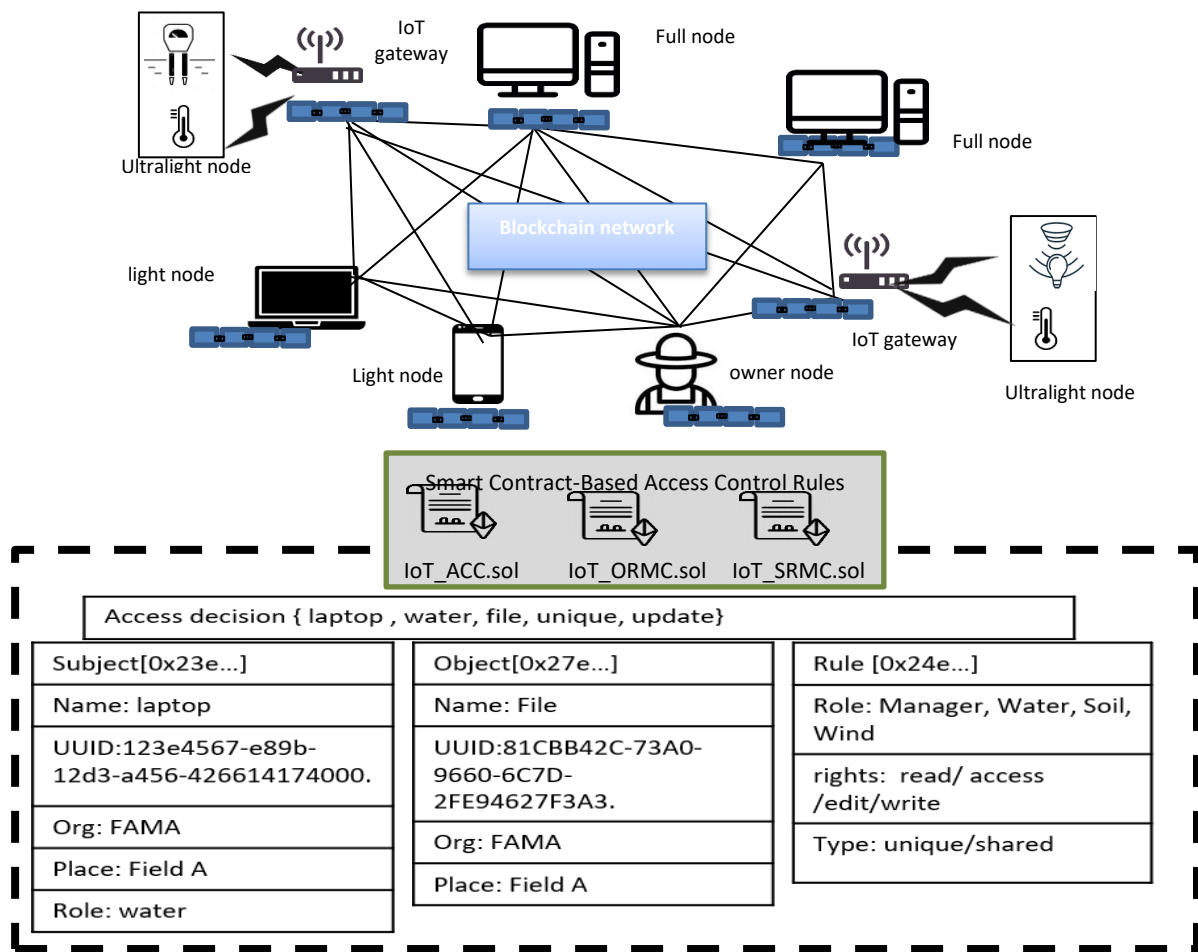 IoT
gateway
Full node
Full node
Ultralight node
Blockchain network
light node
IoT gateway
Light node
owner node
Ultralight node
Smart Contract-Based Access Control Rules
IoT_ACC.sol
IoT_ORMC.sol
IoT_SRMC.sol
Access decision { laptop , water, file, unique, update}
Subject[0x23e...]
Name: laptop
UUID:123e4567-e89b-
12d3-a456-426614174000.
Org: FAMA
Place: Field A
Role: water
Object[0x27e...]
Name: File
UUID:81CBB42C-73A0-
9660-6C7D-
2FE94627F3A3.
Org: FAMA
Place: Field A
Rule [0x24e...]
Role: Manager, Water, Soil,
Wind
rights:  read/ access
/edit/write
Type: unique/shared